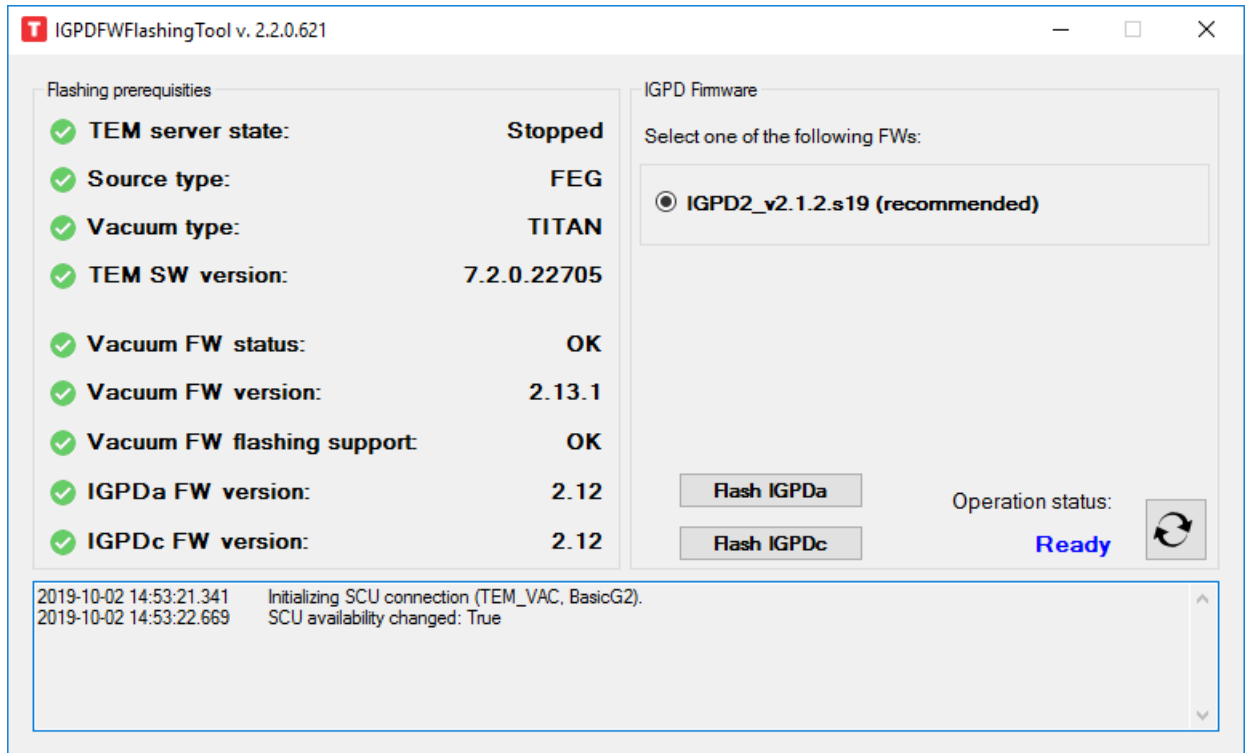 T IGPDFWFlashingTool v. 2.2.0.621
Flashing prerequisities
TEM server state: Stopped
Source type: FEG
Vacuum type: TITAN
TEM SW version: 7.2.0.22705
Vacuum FW status: OK
Vacuum FW version: 2.13.1
Vacuum FW flashing support: OK
IGPDa FW version: 2.12
IGPDc FW version: 2.12
IGPD Firmware
Select one of the following FWs:
IGPD2_v2.1.2.s19 (recommended)
Flash IGPDa
Flash IGPDc
Operation status:
Ready
2019-10-02 14:53:21.341 Initializing SCU connection (TEM_VAC, BasicG2).
2019-10-02 14:53:22.669 SCU availability changed: True